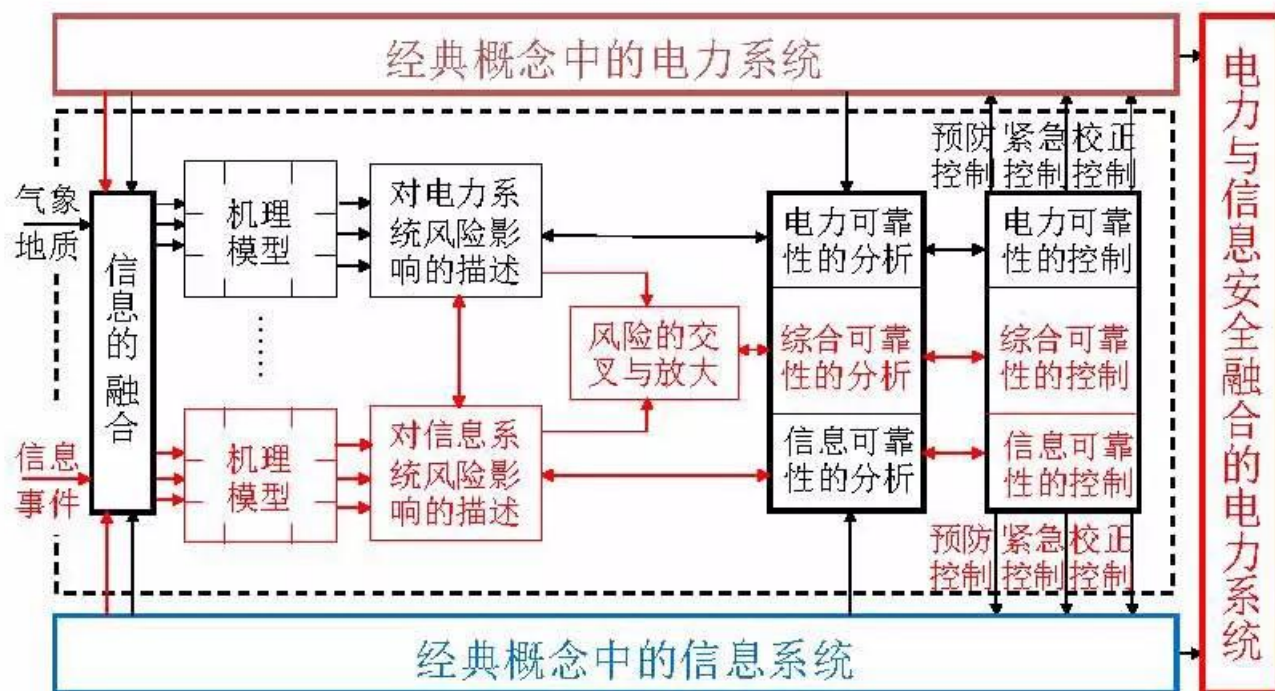 经典概念中的电力系统
预防 紧急 校正
控制 控制 控制
气象
地质
信息的融合
机理
模型
对电力系
统风险影
响的描述
电力可靠
性的分析
电力可靠
性的控制
……
风险的交
叉与放大
综合可靠
性的分析
综合可靠
性的控制
信息
事件
机理
模型
对信息系
统风险影
响的描述
信息可靠
性的分析
信息可靠
性的控制
预防 紧急 校正
控制 控制 控制
经典概念中的信息系统
电力与信息安全融合的电力系统